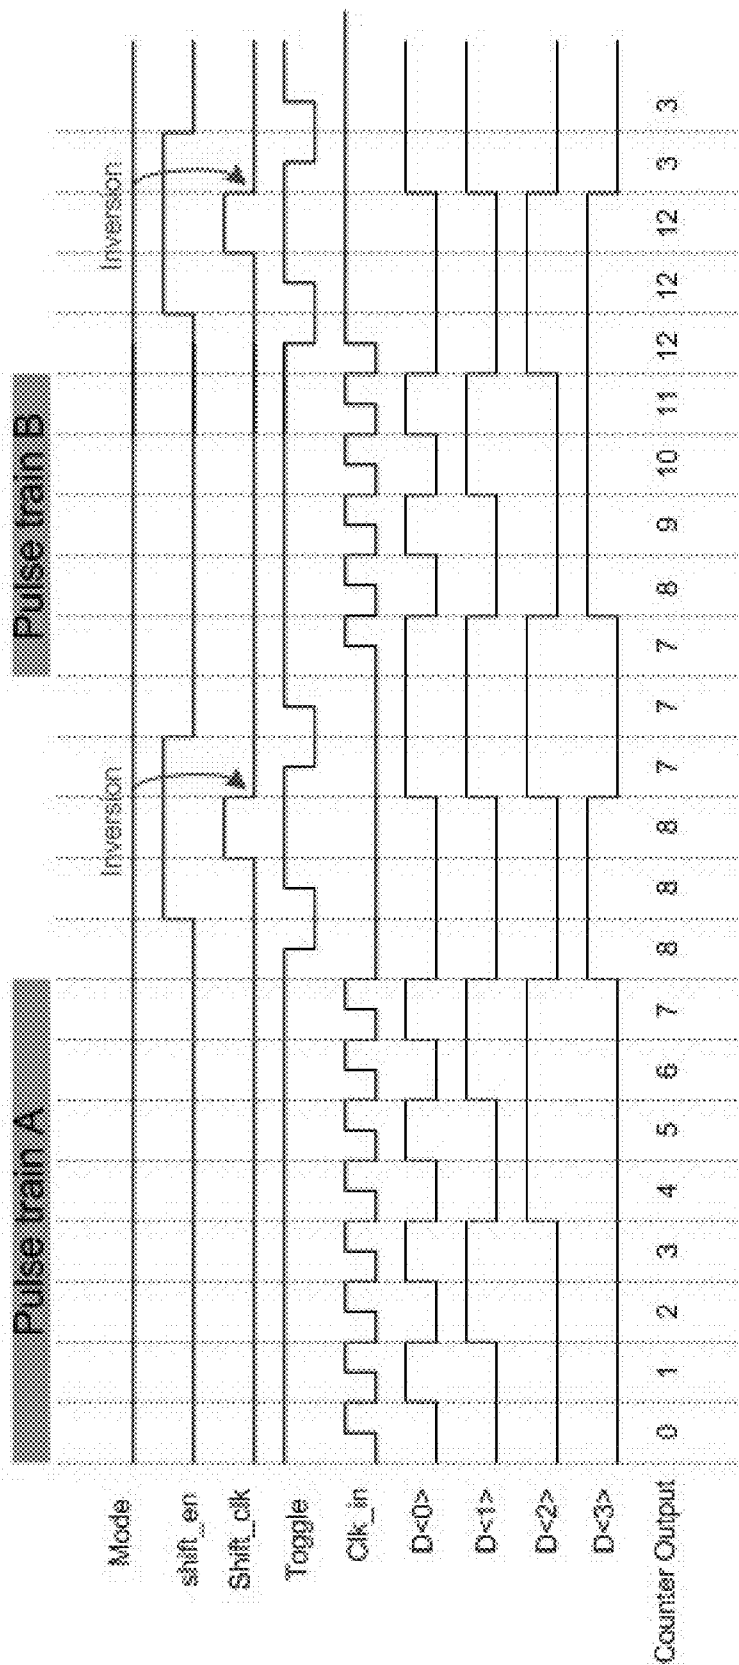 Pulse train A
Pulse train B
Mode
Inversion
Inversion
shift_en
Shift_clk
Toggle
Clk_in
D<0>
D<1>
D<2>
D<3>
Counter Output 0 1 2 3 4 5 6 7 8 8 8 7 7 7 8 9 10 11 12 12 12 3 3